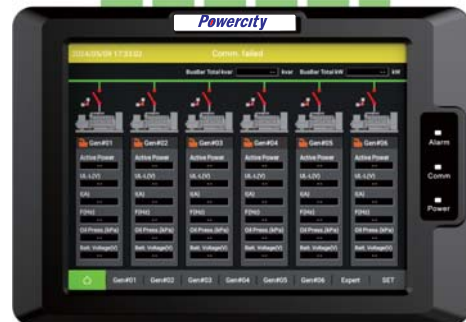 Powercity
2024/05/09 17:33:02 Comm. failed
BusBar Total kvar -- kvar BusBar Total kW -- kW
Gen#01 Gen#02 Gen#03 Gen#04 Gen#05 Gen#06
Active Power Active Power Active Power Active Power Active Power Active Power
-- -- -- -- -- --
UL-L(V) UL-L(V) UL-L(V) UL-L(V) UL-L(V) UL-L(V)
-- -- -- -- -- --
I(A) I(A) I(A) I(A) I(A) I(A)
-- -- -- -- -- --
F(Hz) F(Hz) F(Hz) F(Hz) F(Hz) F(Hz)
-- -- -- -- -- --
Oil Press.(kPa) Oil Press.(kPa) Oil Press.(kPa) Oil Press.(kPa) Oil Press.(kPa) Oil Press.(kPa)
-- -- -- -- -- --
Batt. Voltage(V) Batt. Voltage(V) Batt. Voltage(V) Batt. Voltage(V) Batt. Voltage(V) Batt. Voltage(V)
-- -- -- -- -- --
Gen#01 Gen#02 Gen#03 Gen#04 Gen#05 Gen#06 Expert SET
Alarm
Comm
Power